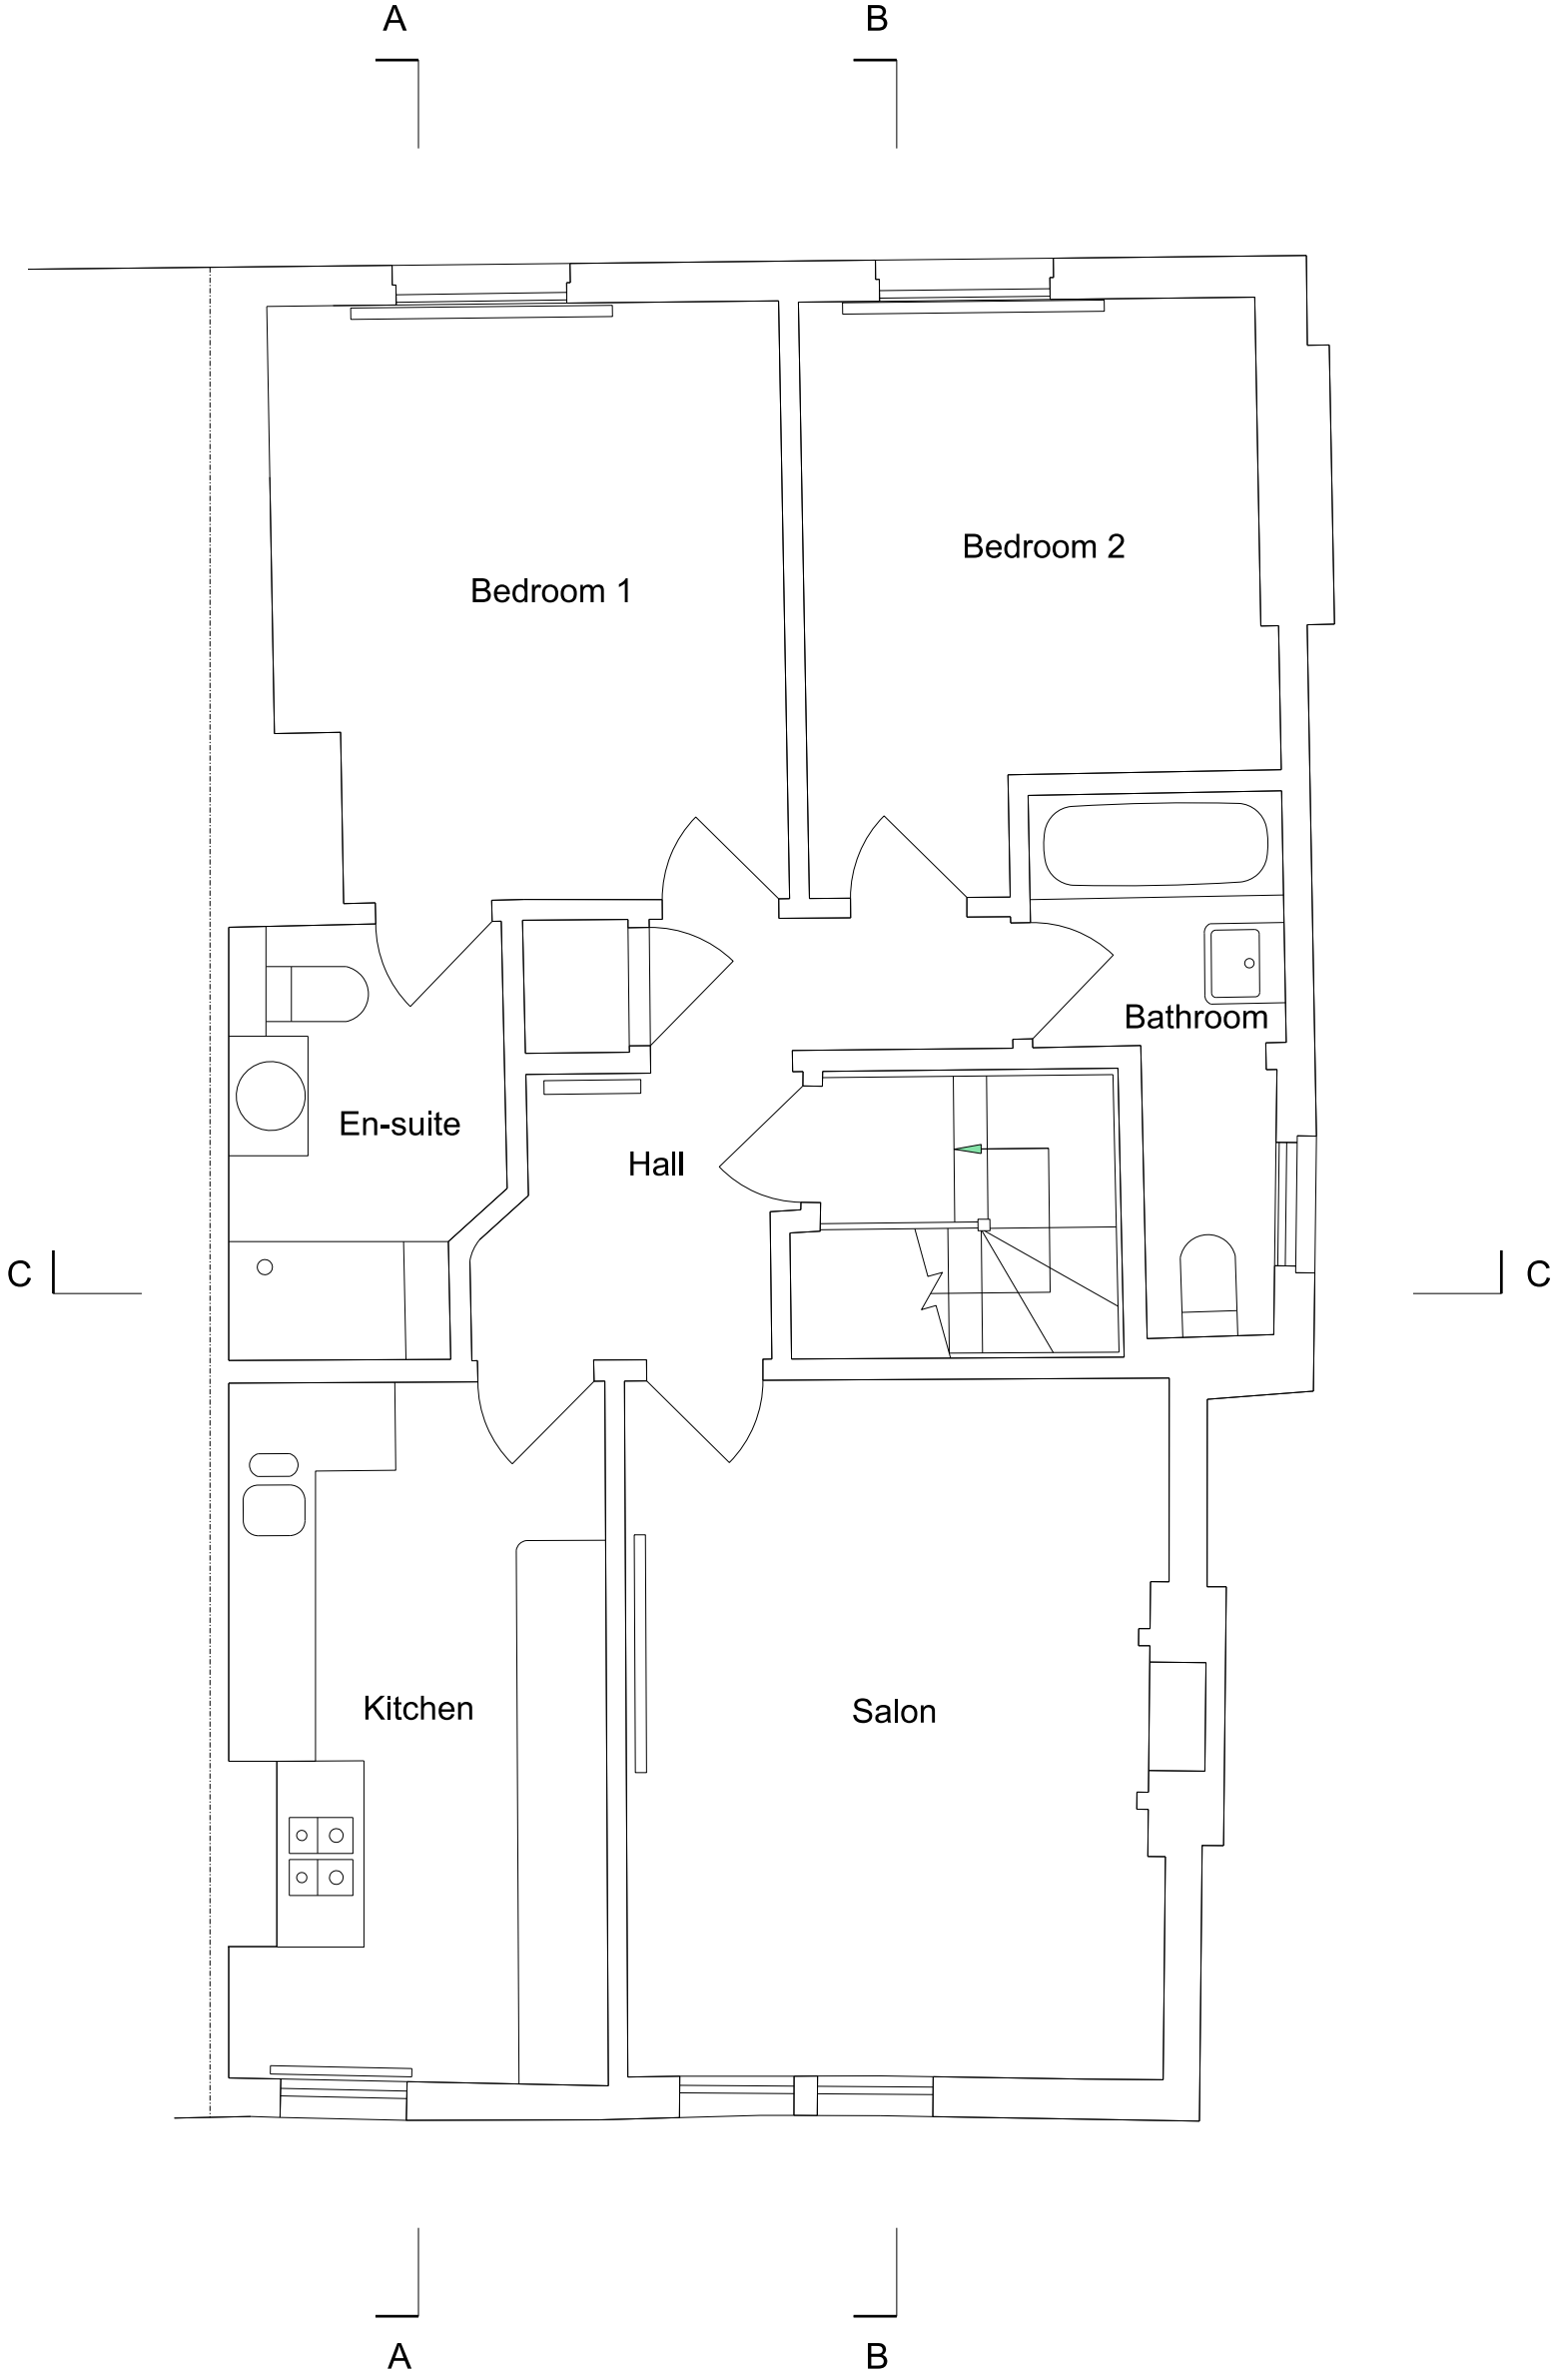 A
B
Bedroom 2
Bedroom 1
Bathroom
En-suite
Hall
C
C
Kitchen
Salon
A
B